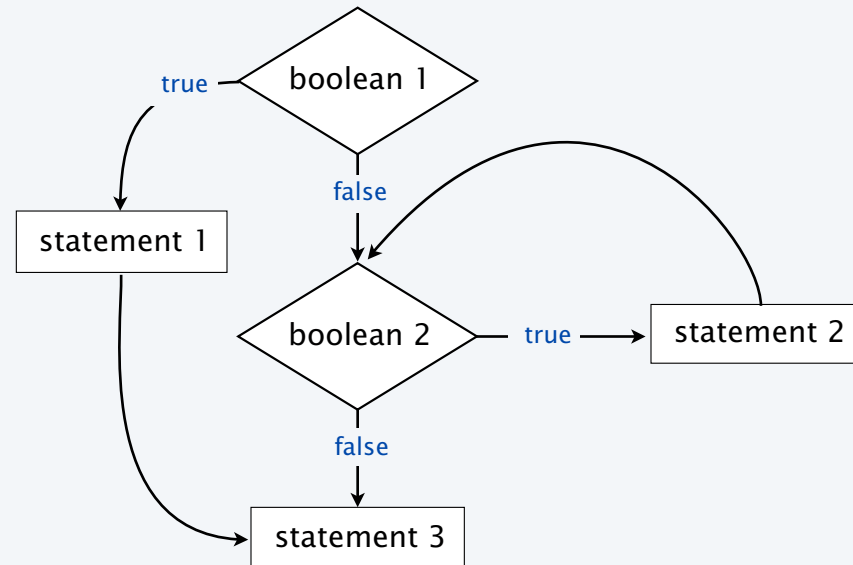 boolean 1
true
false
statement 1
boolean 2
true
statement 2
false
statement 3